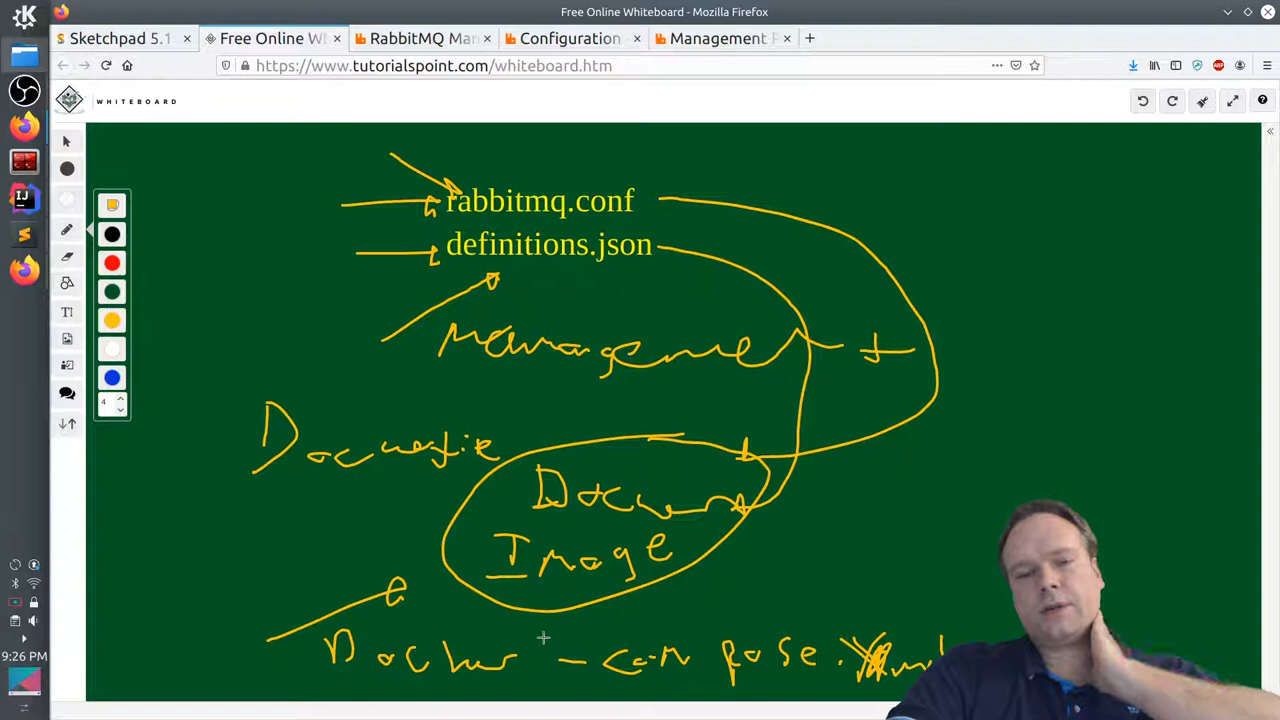 Free Online Whiteboard - Mozilla Firefox
Sketchpad 5.1
Free Online W
RabbitMQ Ma
Configuration
Management
https://www.tutorialspoint.com/whiteboard.htm
WHITEBOARD
rabbitmq.conf
definitions.json
Management +
Docker
Image
4
Docker - compose.
9:26 PM